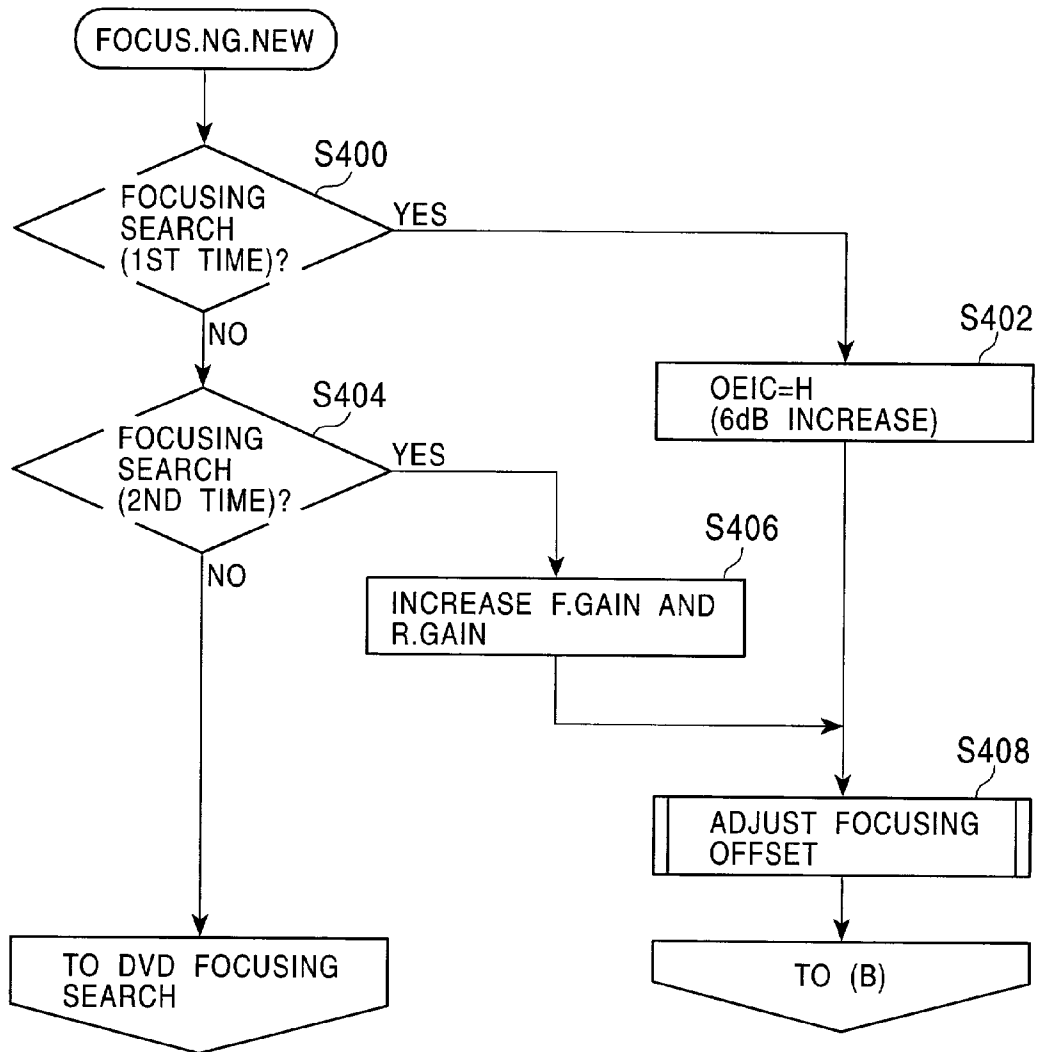 FOCUS.NG.NEW
S400
FOCUSING
SEARCH
(1ST TIME)?
YES
NO
S402
OEIC=H
(6dB INCREASE)
S404
FOCUSING
SEARCH
(2ND TIME)?
YES
NO
S406
INCREASE F.GAIN AND
R.GAIN
S408
ADJUST FOCUSING
OFFSET
TO DVD FOCUSING
SEARCH
TO (B)